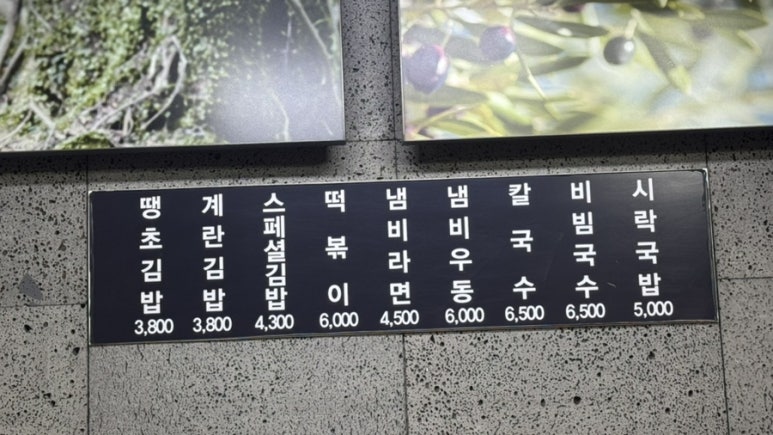 땡초김밥
3,800
계란김밥
3,800
스페셜김밥
4,300
떡볶이
6,000
냄비라면
4,500
냄비우동
6,000
칼국수
6,500
비빔국수
6,500
시락국밥
5,000